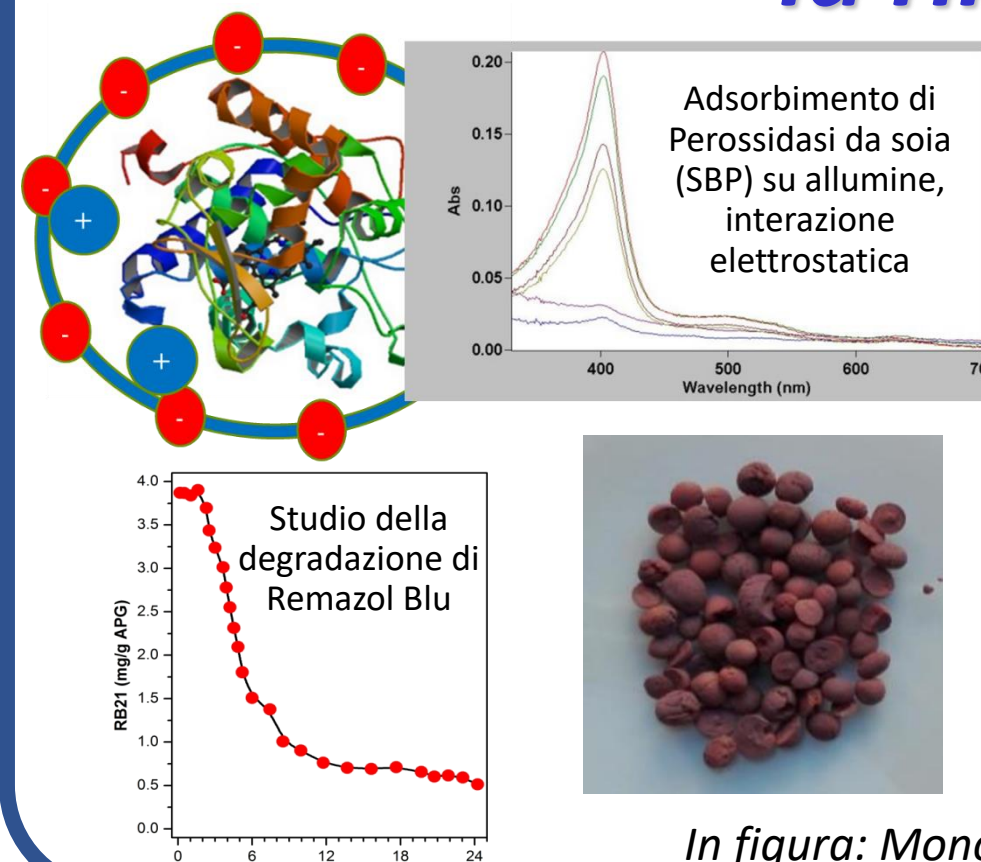 -
-
-
-
-
-
-
+
+
0.20
0.15
0.10
0.05
0.00
Abs
400
500
600
Wavelength (nm)
Adsorbimento di
Perossidasi da soia
(SBP) su allumine,
interazione
elettrostatica
4.0
3.5
3.0
2.5
2.0
1.5
1.0
0.5
0.0
RB21 (mg/g APG)
0
6
12
18
24
Studio della
degradazione di
Remazol Blu
In figura: Mono